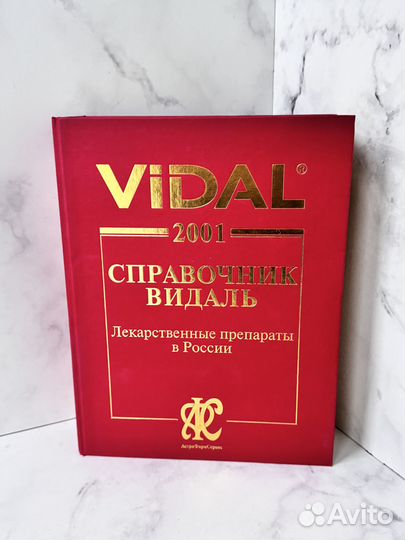 ViDAL®
2001
СПРАВОЧНИК
ВИДАЛЬ
Лекарственные препараты
в России
АстраФармСервис
Avito